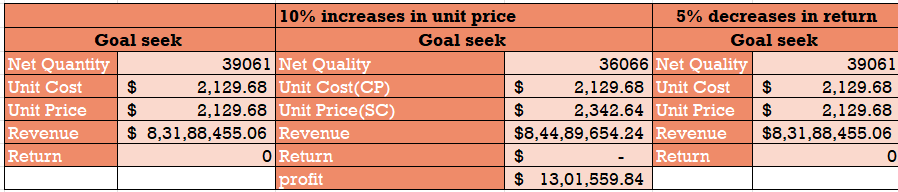 10% increases in unit price 5% decreases in return
Goal seek Goal seek Goal seek
Net Quantity 39061 Net Quality 36066 Net Quality 39061
Unit Cost $ 2,129.68 Unit Cost(CP) $ 2,129.68 Unit Cost $ 2,129.68
Unit Price $ 2,129.68 Unit Price(SC) $ 2,342.64 Unit Price $ 2,129.68
Revenue $ 8,31,88,455.06 Revenue $8,44,89,654.24 Revenue $8,31,88,455.06
Return 0 Return $ - Return 0
profit $ 13,01,559.84